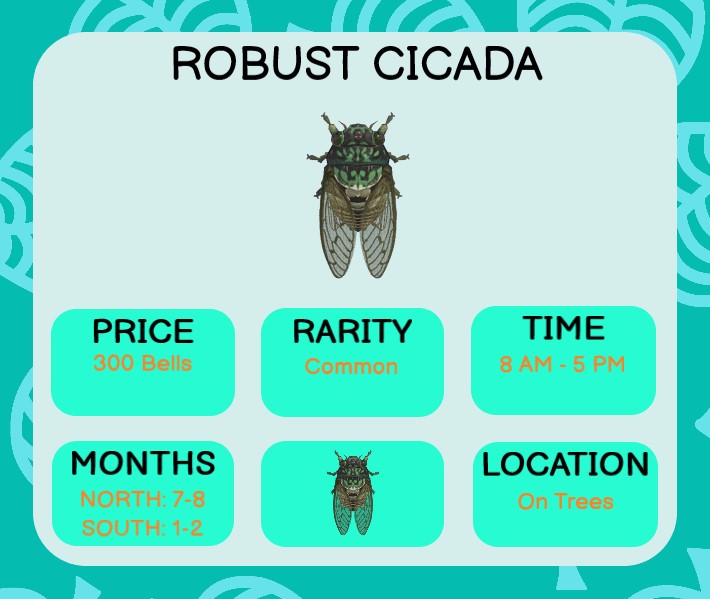 ROBUST CICADA
PRICE
300 Bells
RARITY
Common
TIME
8 AM - 5 PM
MONTHS
NORTH: 7-8
SOUTH: 1-2
LOCATION
On Trees